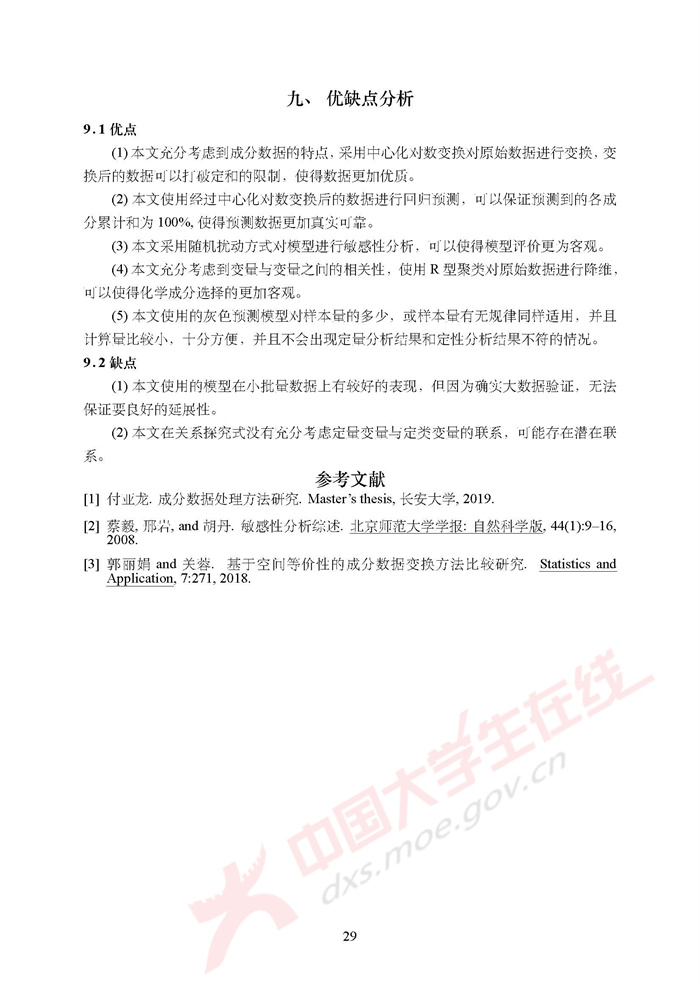 九、 优缺点分析
9.1 优点
(1) 本文充分考虑到成分数据的特点, 采用中心化对数变换对原始数据进行变换, 变
换后的数据可以打破定和的限制, 使得数据更加优质。
(2) 本文使用经过中心化对数变换后的数据进行回归预测, 可以保证预测到的各成
分累计和为 100%, 使得预测数据更加真实可靠。
(3) 本文采用随机扰动方式对模型进行敏感性分析, 可以使得模型评价更为客观。
(4) 本文充分考虑到变量与变量之间的相关性, 使用 R 型聚类对原始数据进行降维,
可以使得化学成分选择的更加客观。
(5) 本文使用的灰色预测模型对样本量的多少, 或样本量有无规律同样适用, 并且
计算量比较小, 十分方便, 并且不会出现定量分析结果和定性分析结果不符的情况。
9.2 缺点
(1) 本文使用的模型在小批量数据上有较好的表现, 但因为确实大数据验证, 无法
保证要良好的延展性。
(2) 本文在关系探究式没有充分考虑定量变量与定类变量的联系, 可能存在潜在联
系。
参考文献
[1] 付亚龙. 成分数据处理方法研究. Master's thesis, 长安大学, 2019.
[2] 蔡毅, 邢岩, and 胡丹. 敏感性分析综述. 北京师范大学学报: 自然科学版, 44(1):9–16,
2008.
[3] 郭丽娟 and 关蓉. 基于空间等价性的成分数据变换方法比较研究. Statistics and
Application, 7:271, 2018.
中国大学生在线
dxs.moe.gov.cn
29